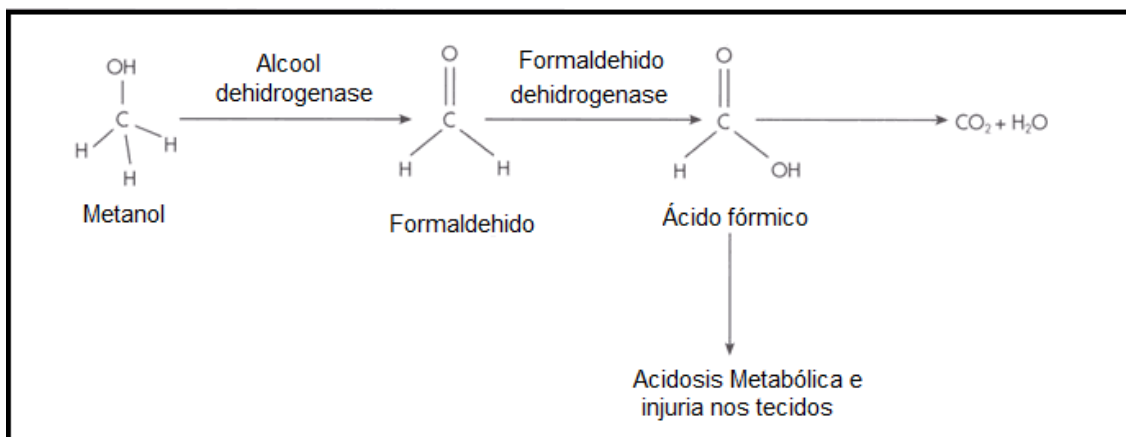 OH
C
H
H
H
Metanol
Alcool
dehidrogenase
O
C
H
H
Formaldehido
Formaldehido
dehidrogenase
O
C
H
OH
Ácido fórmico
CO₂ + H₂O
Acidosis Metabólica e
injuria nos tecidos